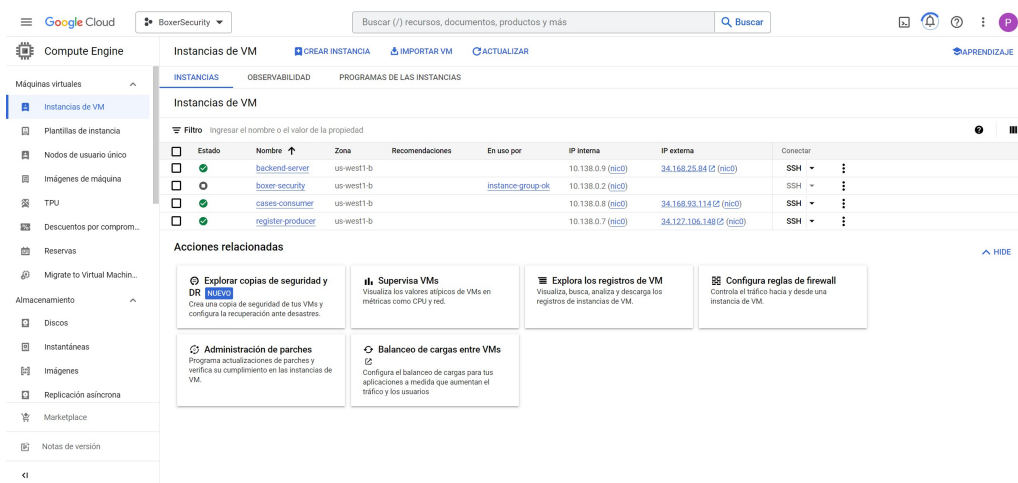 Google Cloud
BoxerSecurity
Buscar (/) recursos, documentos, productos y más
Buscar
P
Compute Engine
Instancias de VM
CREAR INSTANCIA
IMPORTAR VM
ACTUALIZAR
APRENDIZAJE
Máquinas virtuales
Instancias de VM
Plantillas de instancia
Nodos de usuario único
Imágenes de máquina
TPU
Descuentos por comprom...
Reservas
Migrate to Virtual Machin...
Almacenamiento
Discos
Instantáneas
Imágenes
Replicación asíncrona
Marketplace
Notas de versión
INSTANCIAS OBSERVABILIDAD PROGRAMAS DE LAS INSTANCIAS
Instancias de VM
Filtro Ingresar el nombre o el valor de la propiedad
Estado Nombre Zona Recomendaciones En uso por IP interna IP externa Conectar
backend-server us-west1-b 10.138.0.9 (nic0) 34.168.25.84 (nic0) SSH
boxer-security us-west1-b instance-group-ok 10.138.0.2 (nic0) SSH
cases-consumer us-west1-b 10.138.0.8 (nic0) 34.168.93.114 (nic0) SSH
register-producer us-west1-b 10.138.0.7 (nic0) 34.127.106.148 (nic0) SSH
Acciones relacionadas
HIDE
Explorar copias de seguridad y
DR NUEVO
Crea una copia de seguridad de tus VMs y
configura la recuperación ante desastres.
Supervisa VMs
Visualiza los valores atípicos de VMs en
métricas como CPU y red.
Explora los registros de VM
Visualiza, busca, analiza y descarga los
registros de instancias de VM.
Configura reglas de firewall
Controla el tráfico hacia y desde una
instancia de VM.
Administración de parches
Programa actualizaciones de parches y
verifica su cumplimiento en las instancias de
VM.
Balanceo de cargas entre VMs
Configura el balanceo de cargas para tus
aplicaciones a medida que aumentan el
tráfico y los usuarios